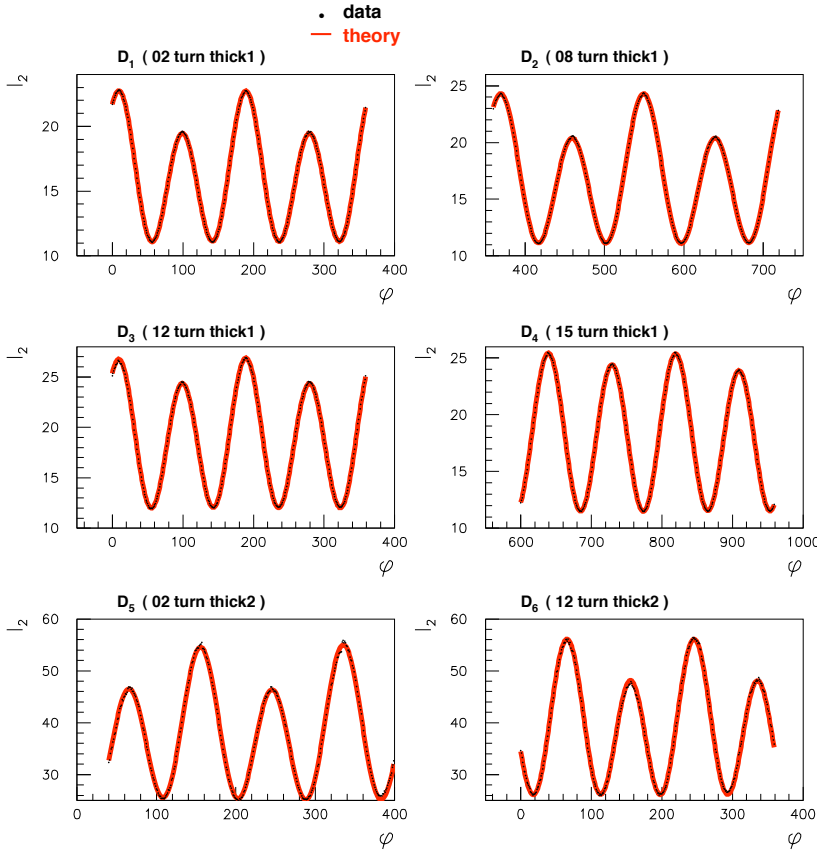 data
theory
D1 ( 02 turn thick1 )
D2 ( 08 turn thick1 )
I2
I2
25
20
20
15
15
10
10
0 100 200 300 400
400 500 600 700
φ
φ
D3 ( 12 turn thick1 )
D4 ( 15 turn thick1 )
I2
I2
25
25
20
20
15
15
10
10
0 100 200 300 400
600 700 800 900 1000
φ
φ
D5 ( 02 turn thick2 )
D6 ( 12 turn thick2 )
I2
I2
60
60
50
50
40
40
30
30
0 100 200 300 400
0 100 200 300 400
φ
φ